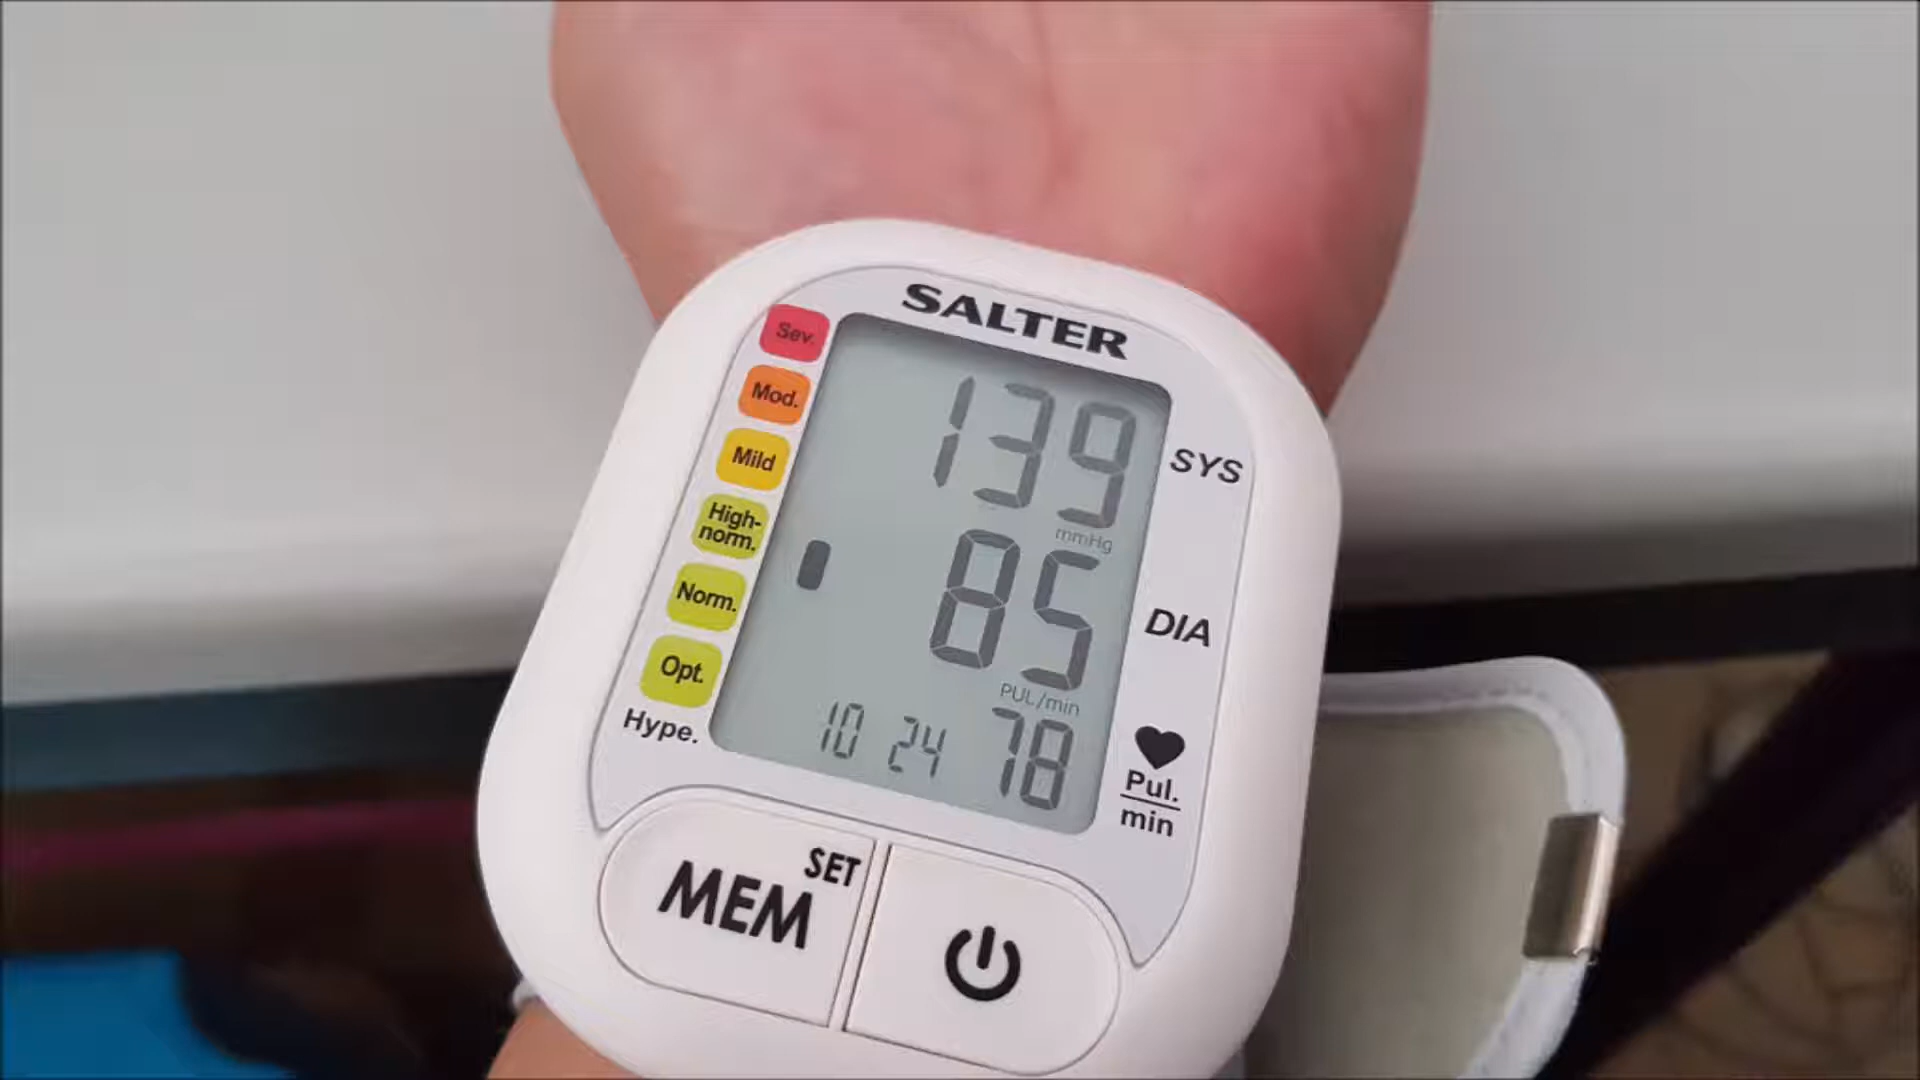 SALTER
Sev.
Mod.
Mild
High-
norm.
Norm.
Opt.
Hype.
139
SYS
mmHg
85
DIA
PUL/min
10 24 78
Pul.
min
SET
MEM